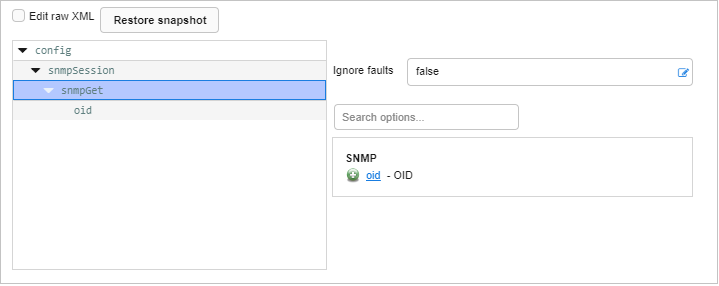 Edit raw XML
Restore snapshot
config
snmpSession
snmpGet
oid
Ignore faults
false
Search options...
SNMP
oid - OID